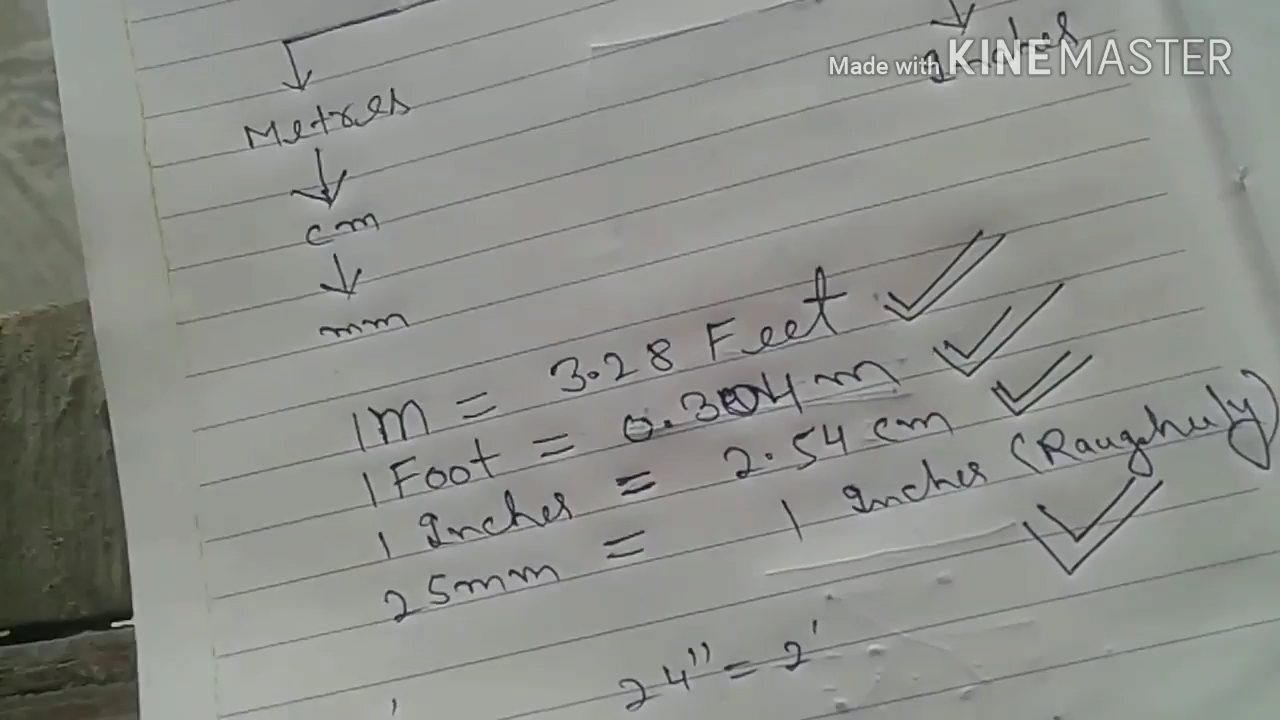 Made with KINEMASTER
Inches
Metres
cm
mm
1m = 3.28 Feet
1 Foot = 0.304 m
1 Inches = 2.54 cm
25mm = 1 Inches (Raughuly)
24" = 2'